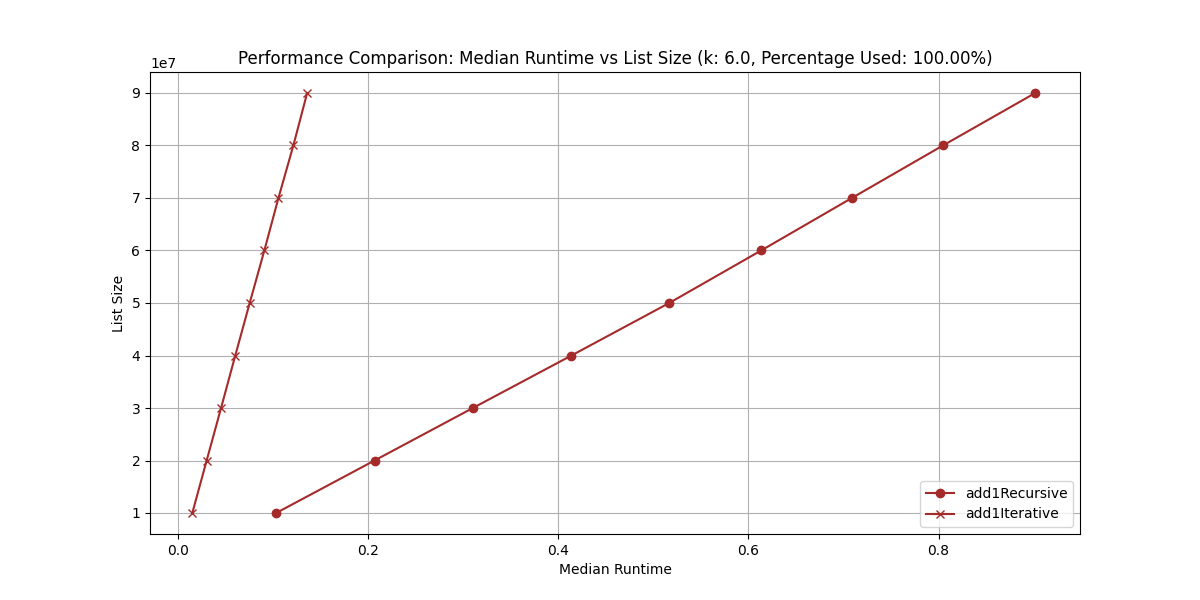 Performance Comparison: Median Runtime vs List Size (k: 6.0, Percentage Used: 100.00%)
1e7
9
8
7
6
5
4
3
2
1
List Size
0.0 0.2 0.4 0.6 0.8
Median Runtime
add1Recursive
add1Iterative